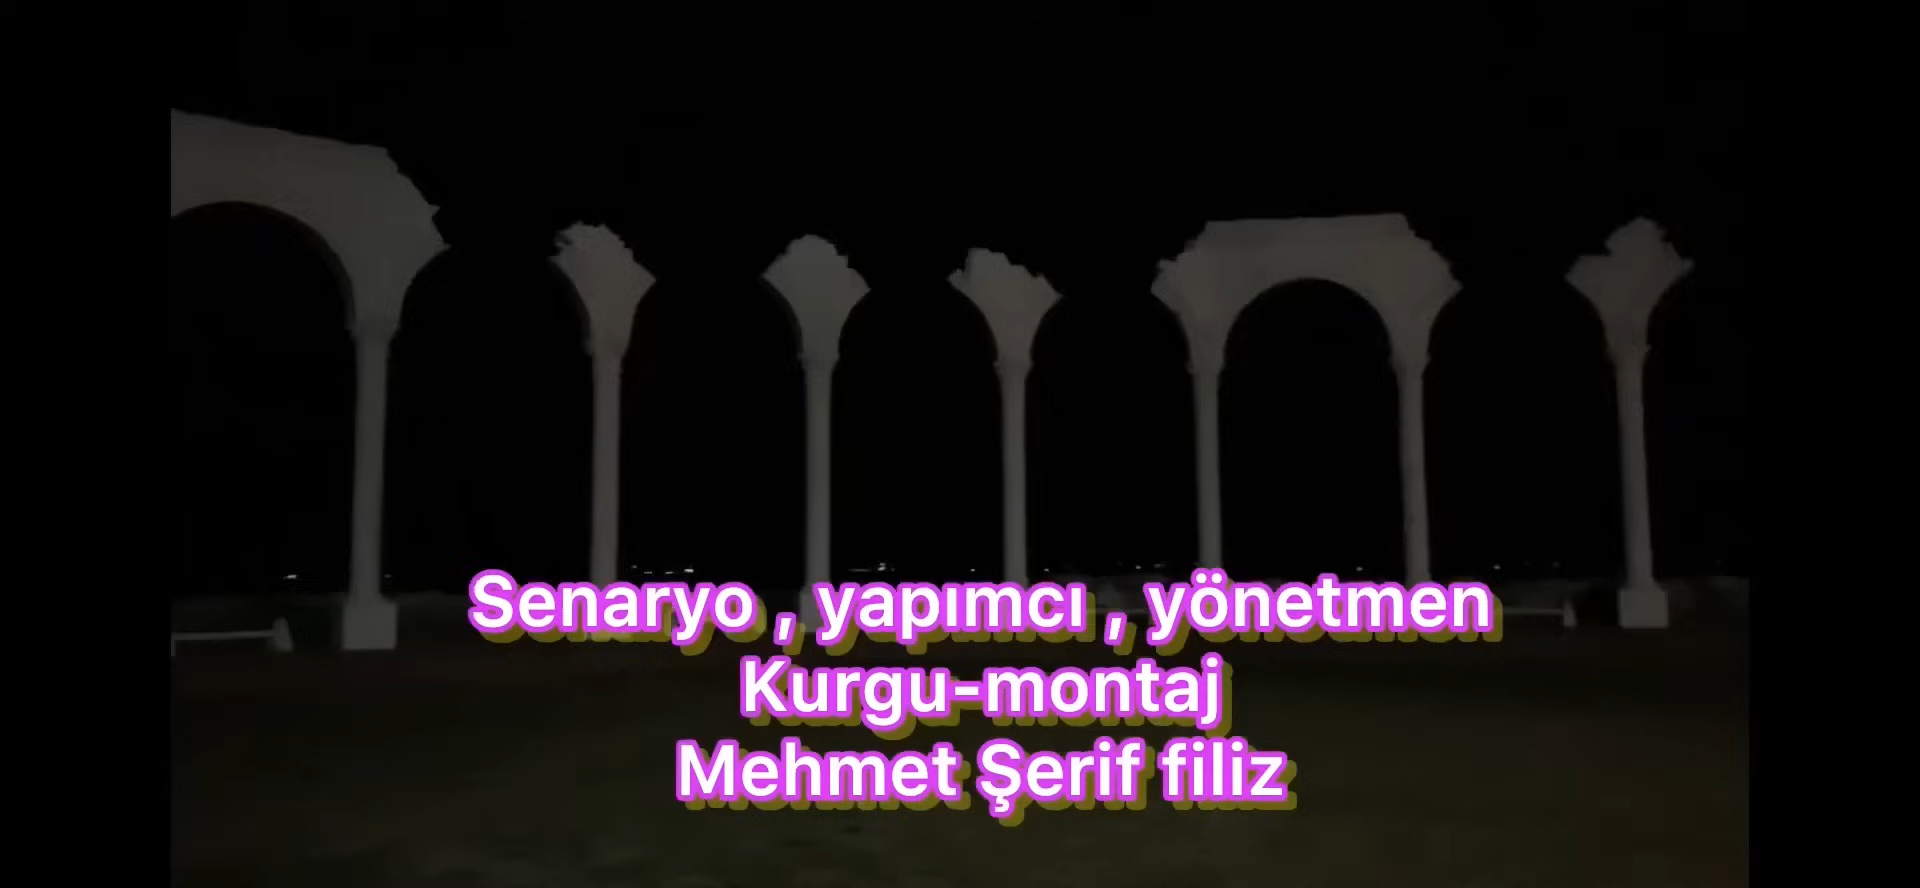 Senaryo , yapımcı , yönetmen
Kurgu-montaj
Mehmet Şerif filiz